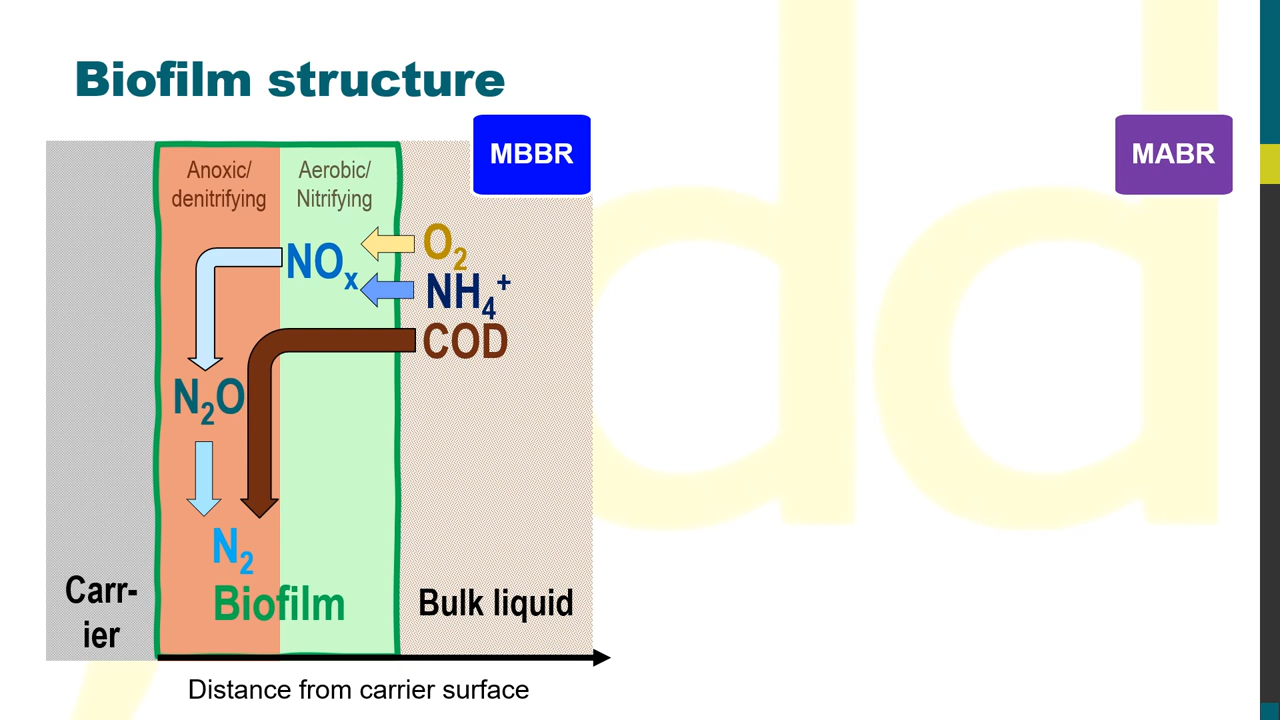 Biofilm structure
MBBR
MABR
Anoxic/
denitrifying
Aerobic/
Nitrifying
O₂
NOₓ
NH₄⁺
COD
N₂O
N₂
Carr-
ier
Biofilm
Bulk liquid
Distance from carrier surface